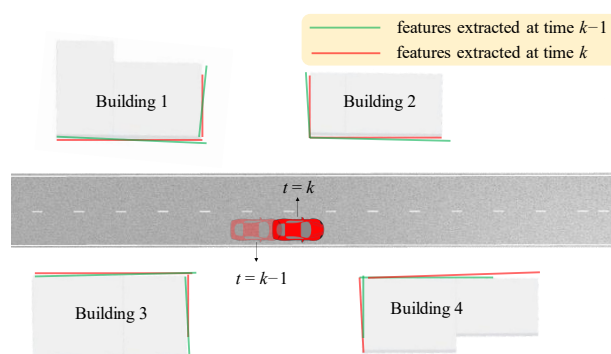 features extracted at time k−1
features extracted at time k
Building 1
Building 2
t = k
t = k−1
Building 3
Building 4